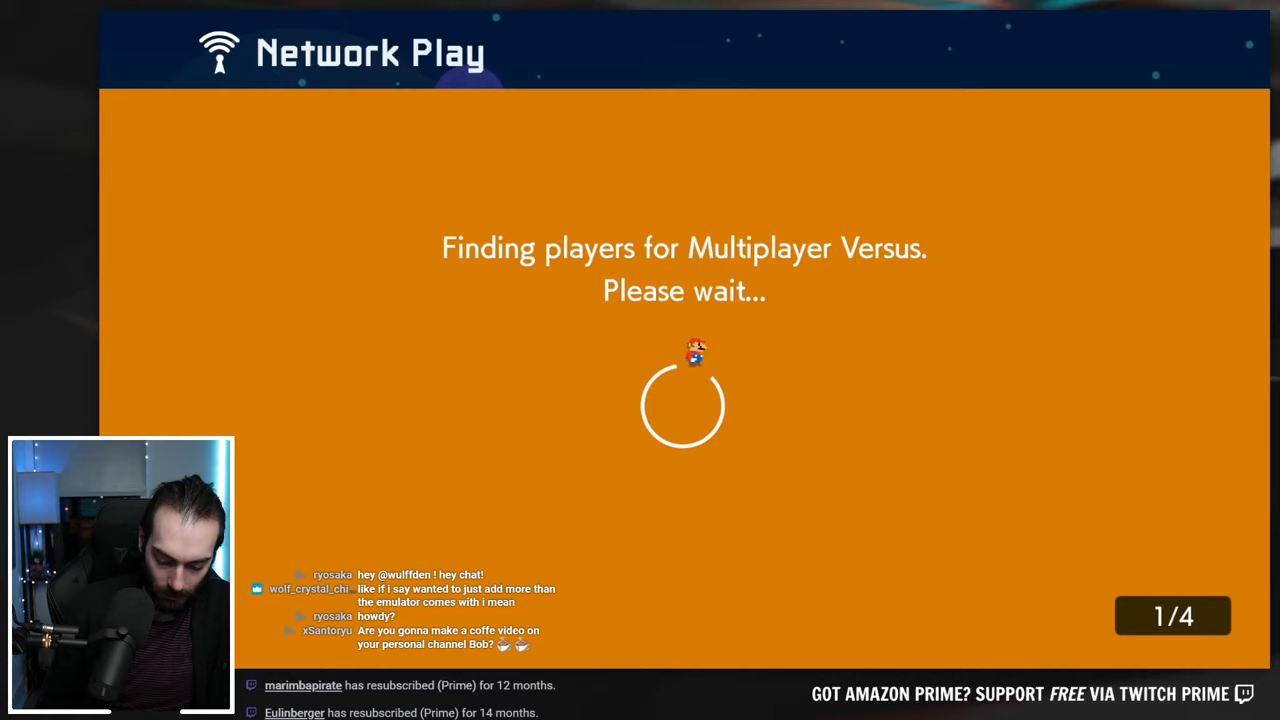 Network Play
Finding players for Multiplayer Versus.
Please wait...
ryosaka hey @wulffden ! hey chat!
wolf_crystal_chi... like if i say wanted to just add more than
the emulator comes with i mean
ryosaka howdy?
xSantoryu Are you gonna make a coffe video on
your personal channel Bob?
1/4
marimbapirate has resubscribed (Prime) for 12 months.
Eulinberger has resubscribed (Prime) for 14 months.
GOT AMAZON PRIME? SUPPORT FREE VIA TWITCH PRIME